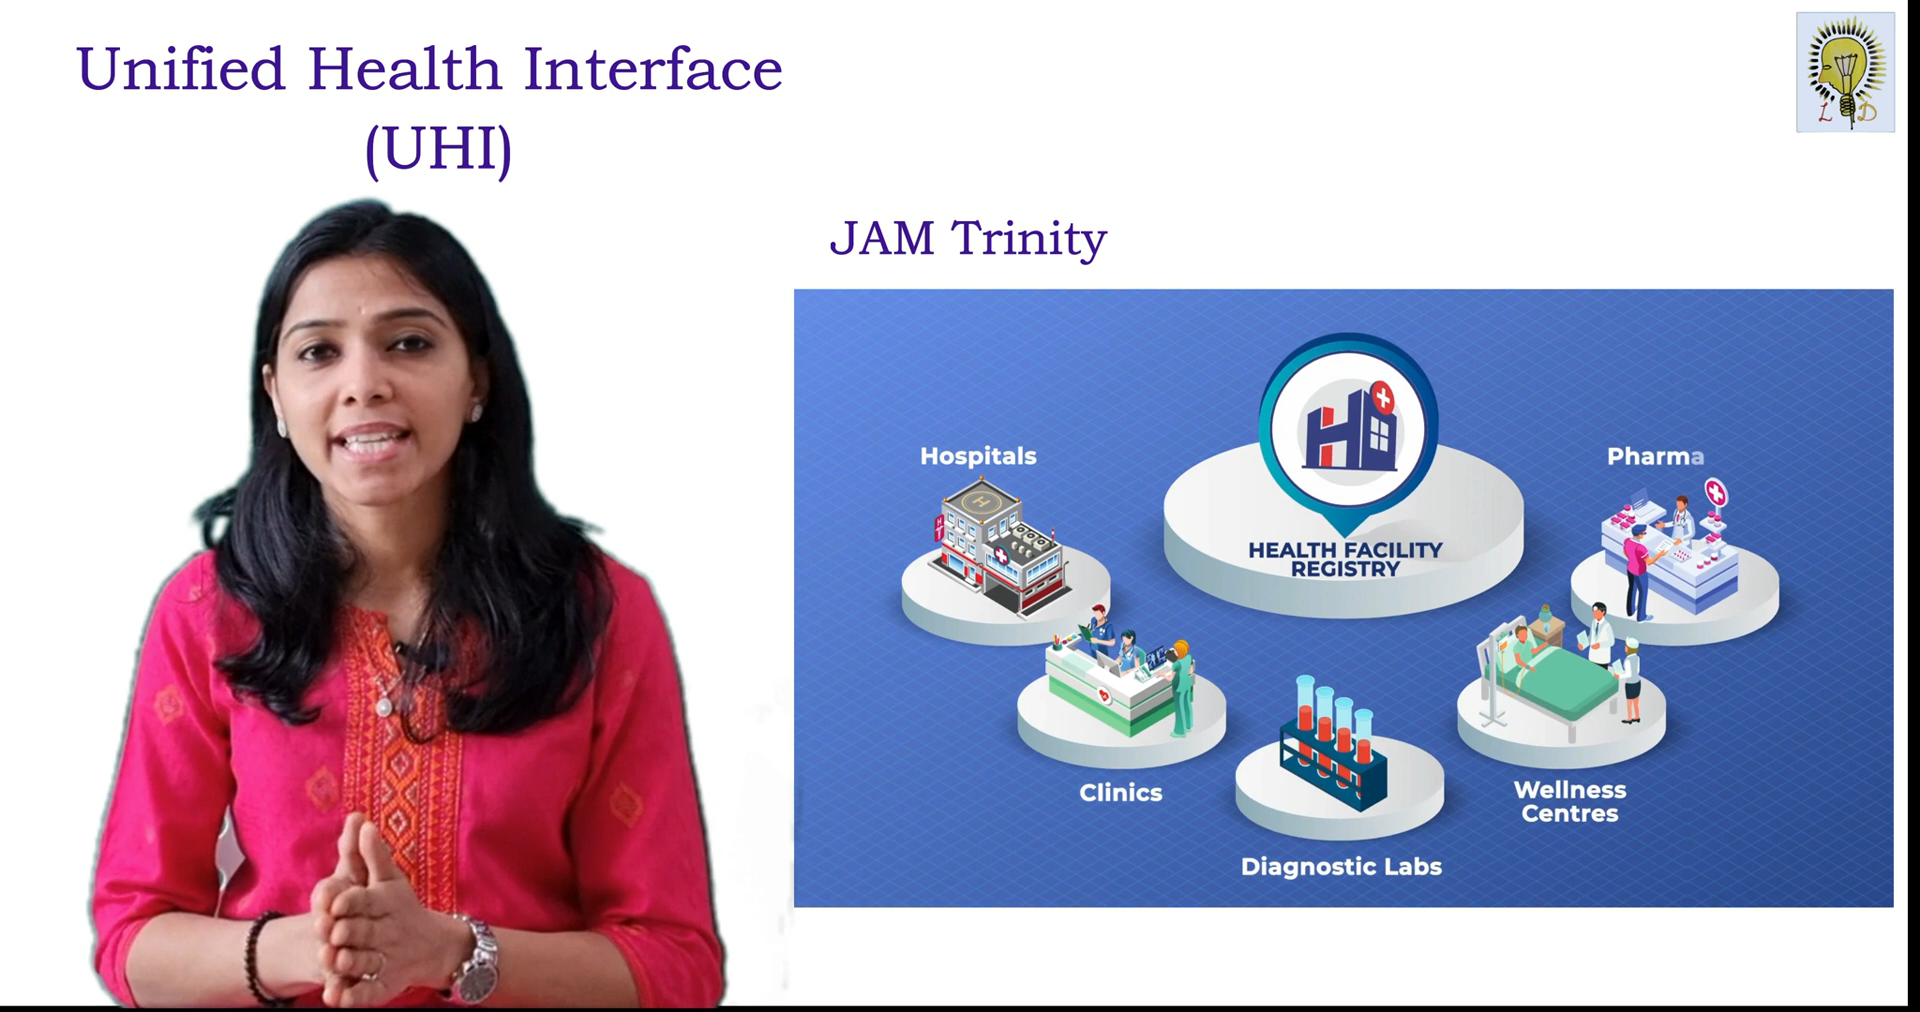 Unified Health Interface
(UHI)
L D
JAM Trinity
HEALTH FACILITY
REGISTRY
Hospitals
Pharma
Clinics
Wellness
Centres
Diagnostic Labs